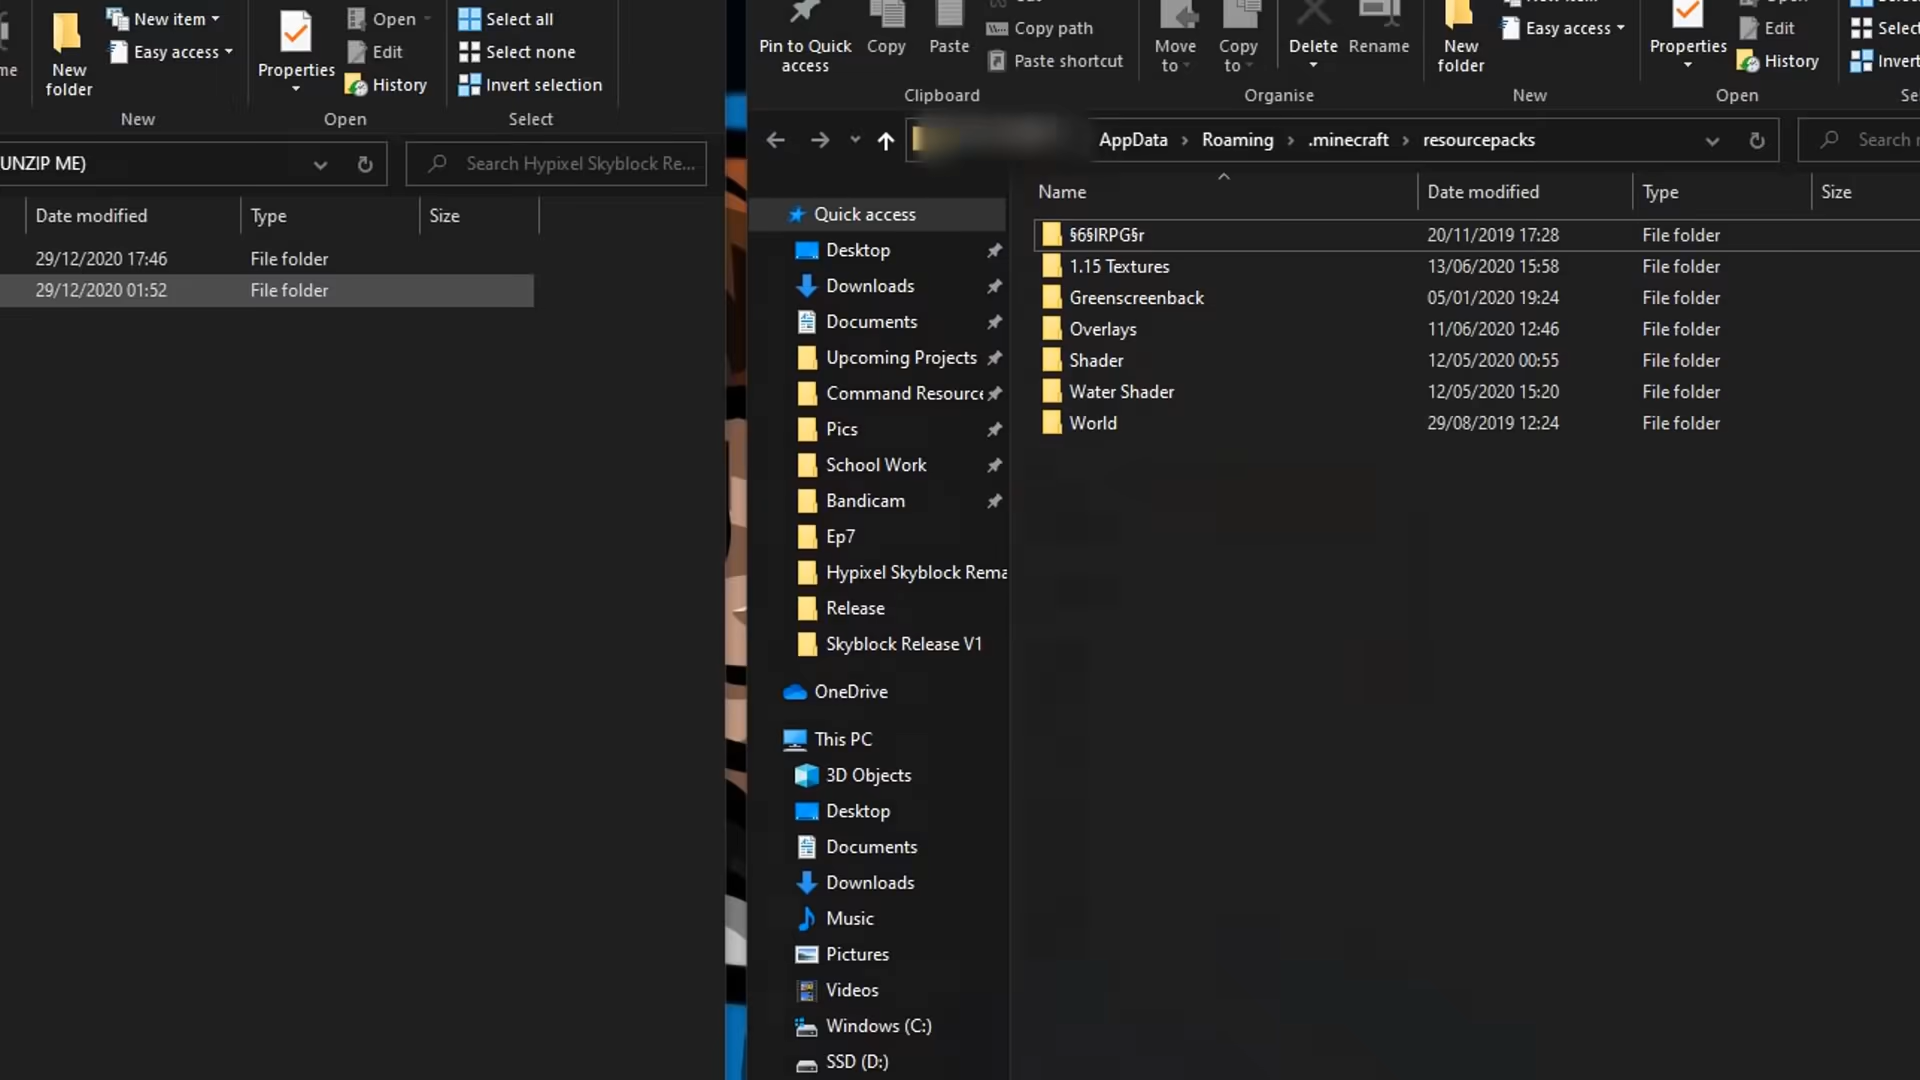 New item
Easy access
New
folder
New
Open
Edit
Properties
History
Open
Select all
Select none
Invert selection
Select
UNZIP ME)
Search Hypixel Skyblock Re...
Date modified
Type
Size
29/12/2020 17:46
File folder
29/12/2020 01:52
File folder
Pin to Quick
access
Copy
Paste
Copy path
Paste shortcut
Clipboard
Move
to
Copy
to
Delete
Rename
Organise
New
folder
Easy access
New
Properties
Edit
History
Open
AppData
Roaming
.minecraft
resourcepacks
Search
Name
Date modified
Type
Size
§6§lRPG§r
20/11/2019 17:28
File folder
1.15 Textures
13/06/2020 15:58
File folder
Greenscreenback
05/01/2020 19:24
File folder
Overlays
11/06/2020 12:46
File folder
Shader
12/05/2020 00:55
File folder
Water Shader
12/05/2020 15:20
File folder
World
29/08/2019 12:24
File folder
Quick access
Desktop
Downloads
Documents
Upcoming Projects
Command Resource
Pics
School Work
Bandicam
Ep7
Hypixel Skyblock Rema
Release
Skyblock Release V1
OneDrive
This PC
3D Objects
Desktop
Documents
Downloads
Music
Pictures
Videos
Windows (C:)
SSD (D:)